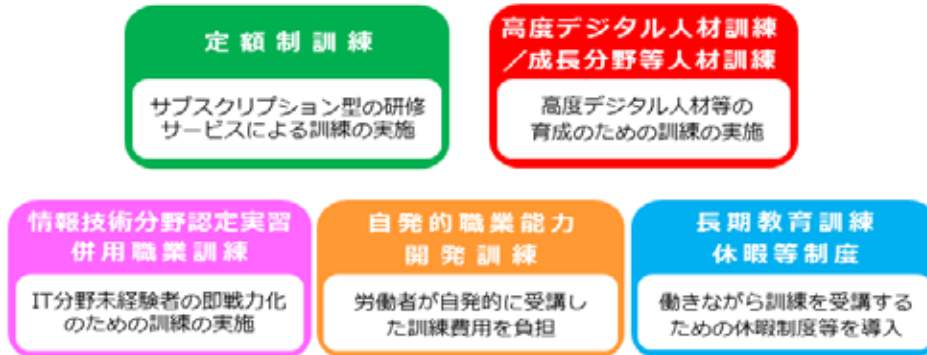 定額制訓練
サブスクリプション型の研修
サービスによる訓練の実施
高度デジタル人材訓練
／成長分野等人材訓練
高度デジタル人材等の
育成のための訓練の実施
情報技術分野認定実習
併用職業訓練
IT分野未経験者の即戦力化
のための訓練の実施
自発的職業能力
開発訓練
労働者が自発的に受講し
た訓練費用を負担
長期教育訓練
休暇等制度
働きながら訓練を受講する
ための休暇制度等を導入